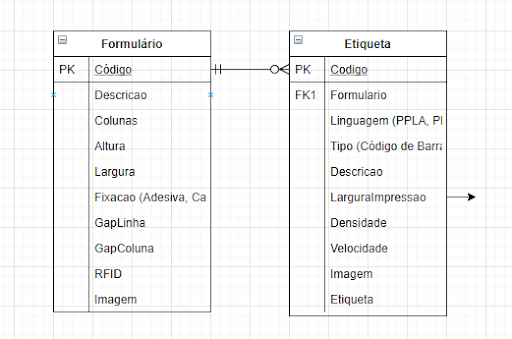 Formulário
PK Código
Descricao
Colunas
Altura
Largura
Fixacao (Adesiva, Ca
GapLinha
GapColuna
RFID
Imagem
Etiqueta
PK Codigo
FK1 Formulario
Linguagem (PPLA, Pl
Tipo (Código de Barra
Descricao
LarguraImpressao
Densidade
Velocidade
Imagem
Etiqueta